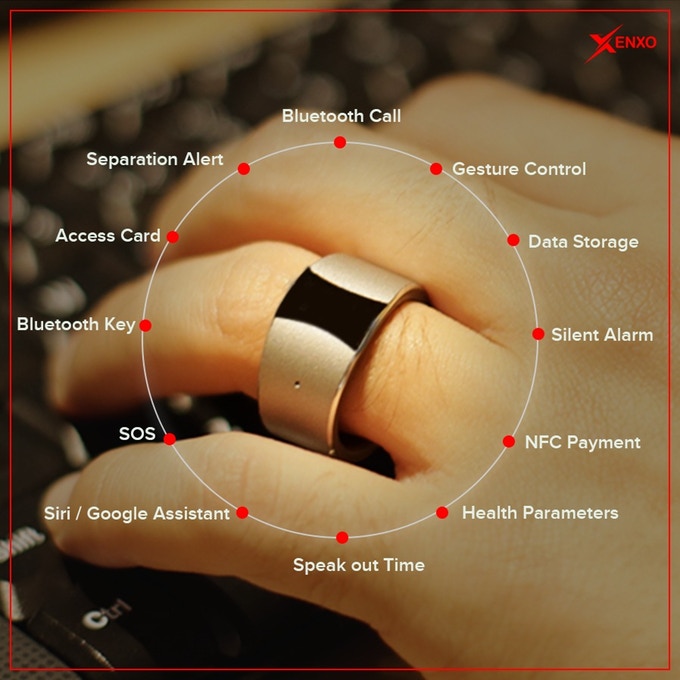 XENXO
Bluetooth Call
Separation Alert
Gesture Control
Access Card
Data Storage
Bluetooth Key
Silent Alarm
SOS
NFC Payment
Siri / Google Assistant
Health Parameters
Speak out Time
shift
Ctrl